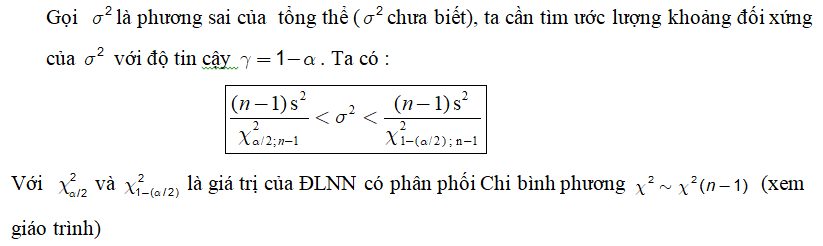 Gọi σ² là phương sai của tổng thể ( σ² chưa biết), ta cần tìm ước lượng khoảng đối xứng
của σ² với độ tin cậy γ = 1−α . Ta có :
(n−1)s² / χ²_{α/2; n−1} < σ² < (n−1)s² / χ²_{1−(α/2) ; n−1}
Với χ²_{α/2} và χ²_{1−(α/2)} là giá trị của ĐLNN có phân phối Chi bình phương χ² ~ χ²(n−1) (xem
giáo trình)